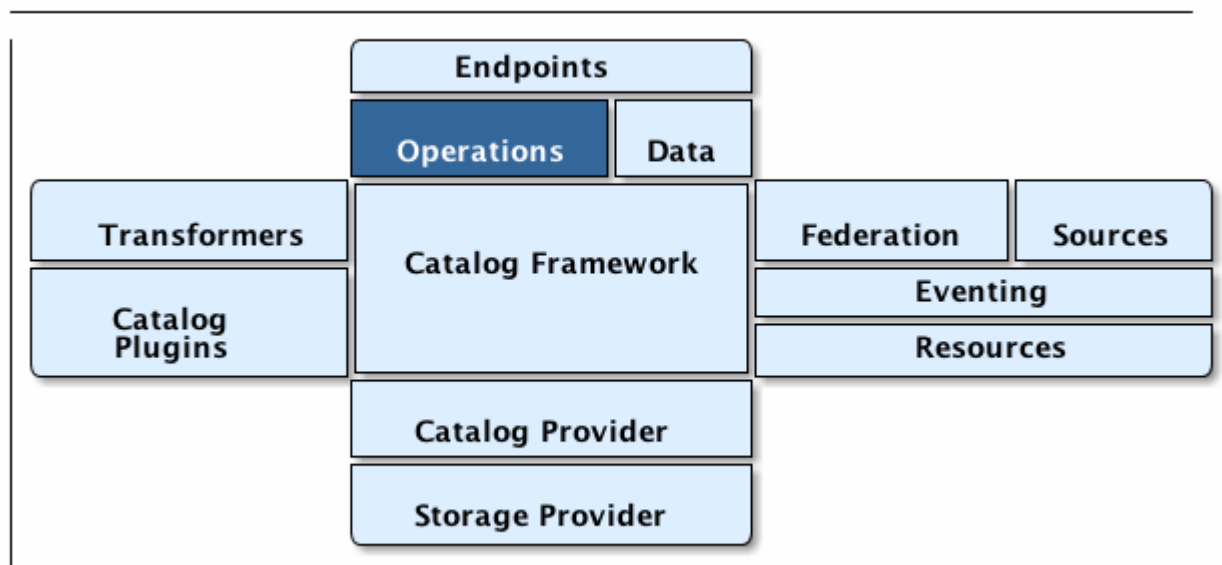 Endpoints
Operations
Data
Transformers
Catalog Framework
Federation
Sources
Catalog
Plugins
Eventing
Resources
Catalog Provider
Storage Provider